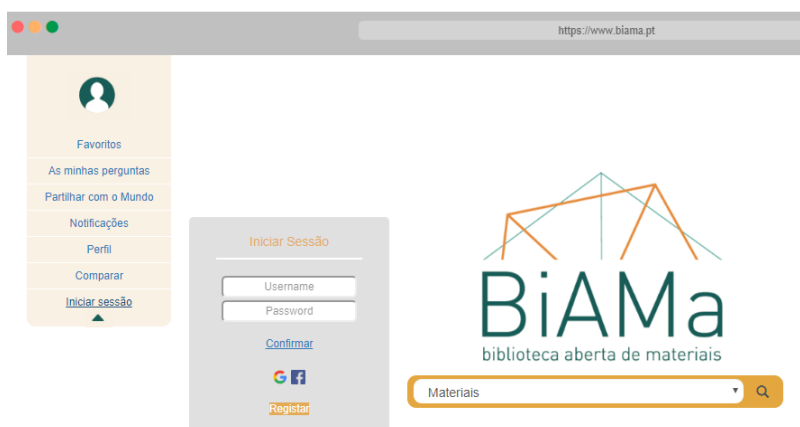 https://www.biama.pt
Favoritos
As minhas perguntas
Partilhar com o Mundo
Notificações
Perfil
Comparar
Iniciar sessão
Iniciar Sessão
Username
Password
Confirmar
Registar
BiAMa
biblioteca aberta de materiais
Materiais